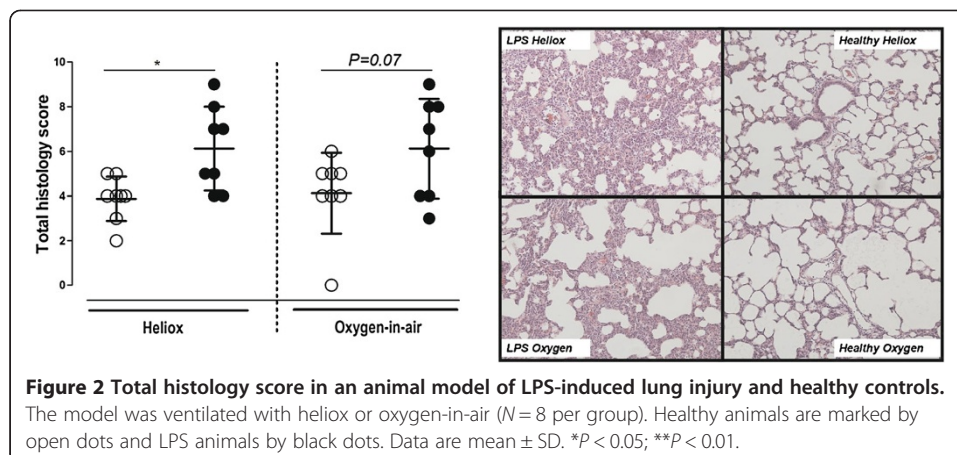 *
P=0.07
10
8
6
4
2
0
Total histology score
Heliox
Oxygen-in-air
LPS Heliox
Healthy Heliox
LPS Oxygen
Healthy Oxygen
Figure 2 Total histology score in an animal model of LPS-induced lung injury and healthy controls.
The model was ventilated with heliox or oxygen-in-air (N = 8 per group). Healthy animals are marked by
open dots and LPS animals by black dots. Data are mean ± SD. *P < 0.05; **P < 0.01.